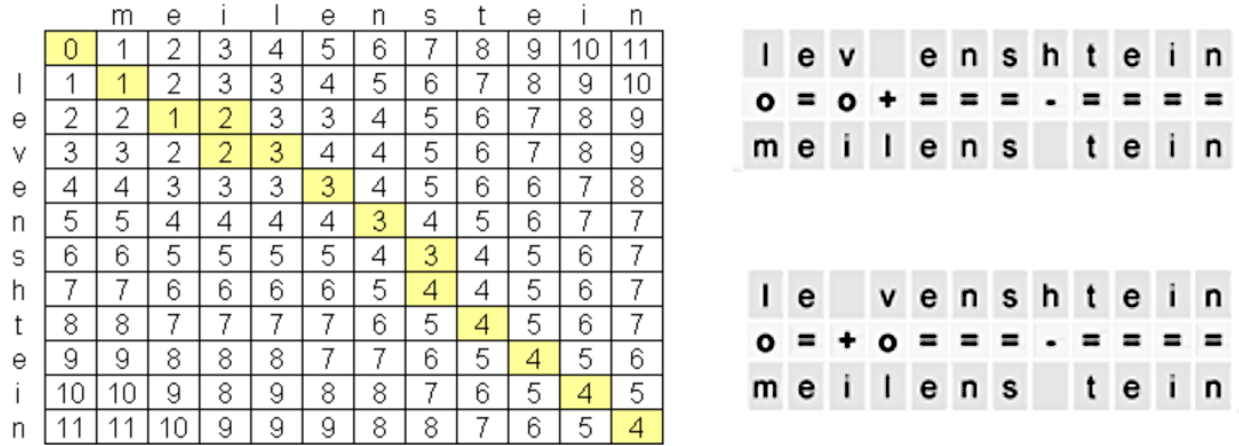 m e i l e n s t e i n
0 1 2 3 4 5 6 7 8 9 10 11
l 1 1 2 3 3 4 5 6 7 8 9 10
e 2 2 1 2 3 3 4 5 6 7 8 9
v 3 3 2 2 3 4 4 5 6 7 8 9
e 4 4 3 3 3 3 4 5 6 6 7 8
n 5 5 4 4 4 4 3 4 5 6 7 7
s 6 6 5 5 5 5 4 3 4 5 6 7
h 7 7 6 6 6 6 5 4 4 5 6 7
t 8 8 7 7 7 7 6 5 4 5 6 7
e 9 9 8 8 8 7 7 6 5 4 5 6
i 10 10 9 8 9 8 8 7 6 5 4 5
n 11 11 10 9 9 9 8 8 7 6 5 4
l e v e n s h t e i n
o = o + = = = - = = = =
m e i l e n s t e i n
l e v e n s h t e i n
o = + o = = = - = = = =
m e i l e n s t e i n